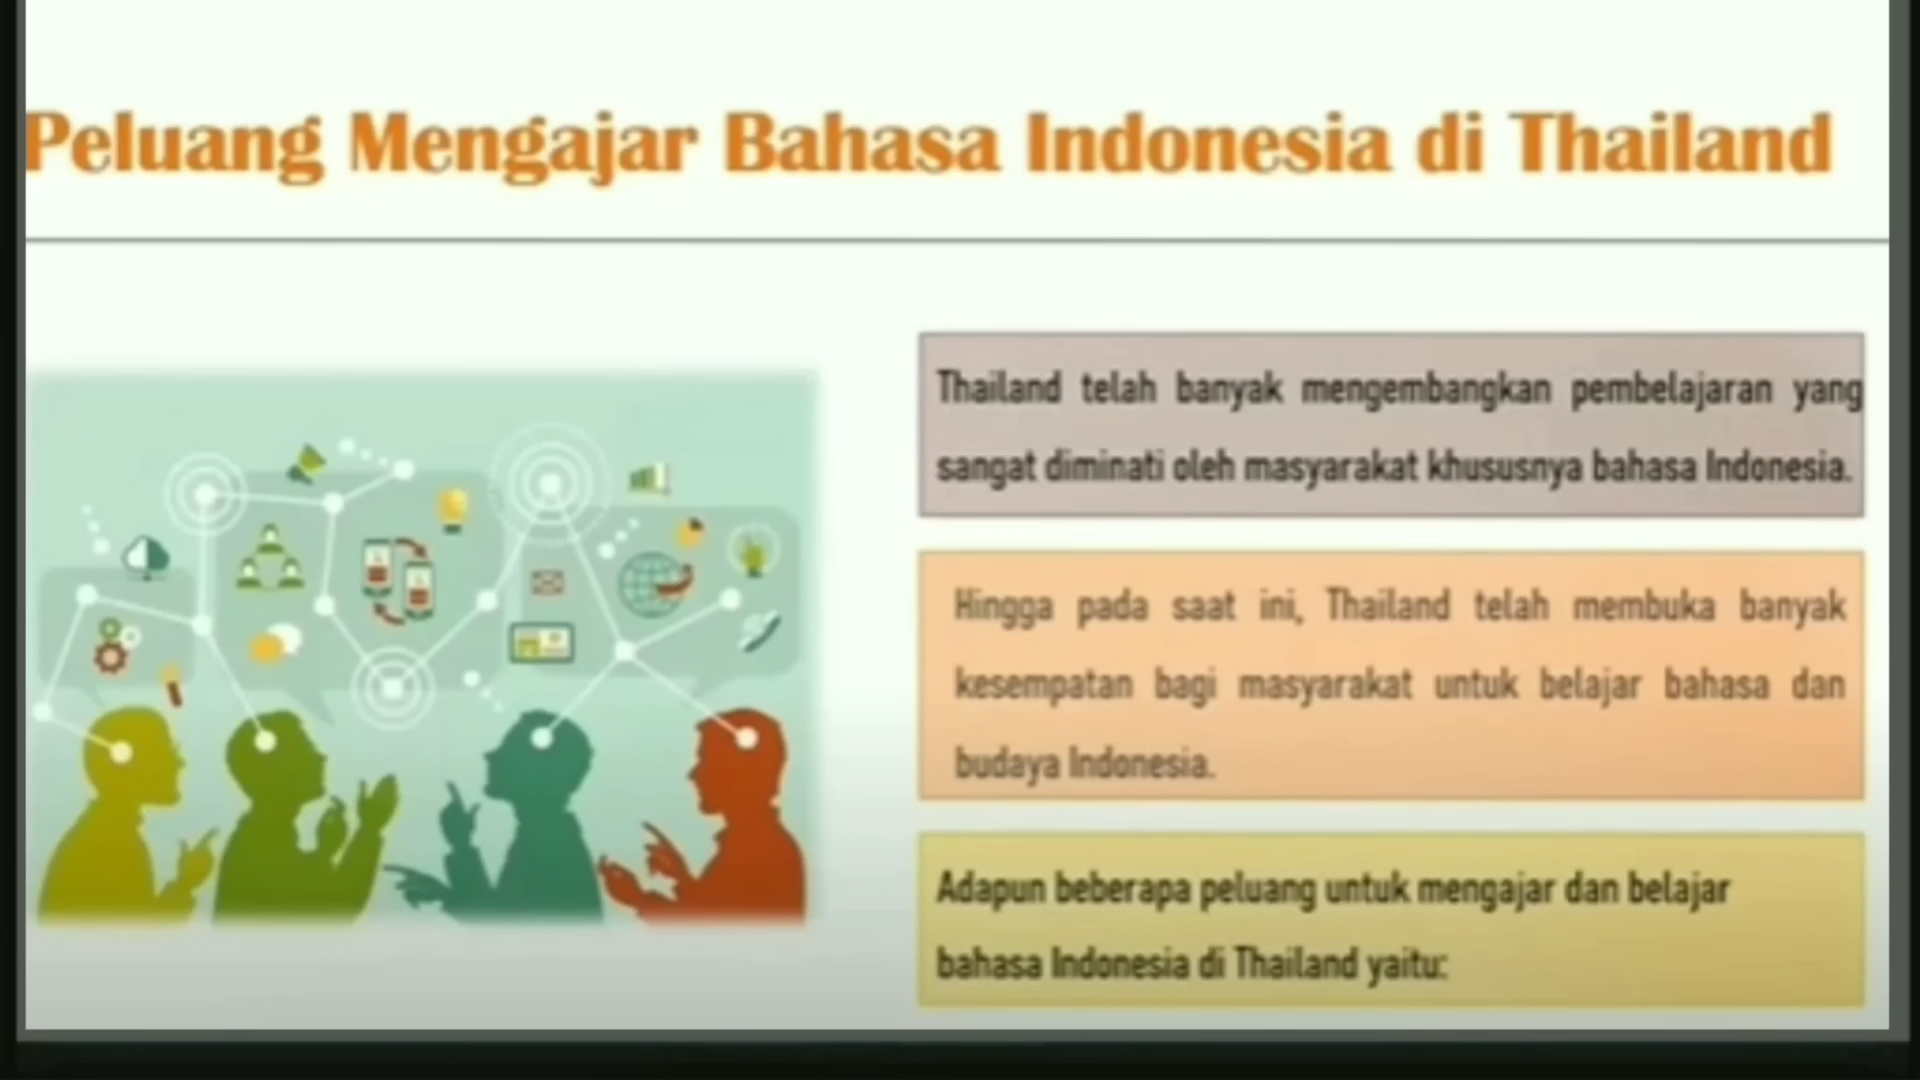 Peluang Mengajar Bahasa Indonesia di Thailand
Thailand telah banyak mengembangkan pembelajaran yang
sangat diminati oleh masyarakat khususnya bahasa Indonesia.
Hingga pada saat ini, Thailand telah membuka banyak
kesempatan bagi masyarakat untuk belajar bahasa dan
budaya Indonesia.
Adapun beberapa peluang untuk mengajar dan belajar
bahasa Indonesia di Thailand yaitu: